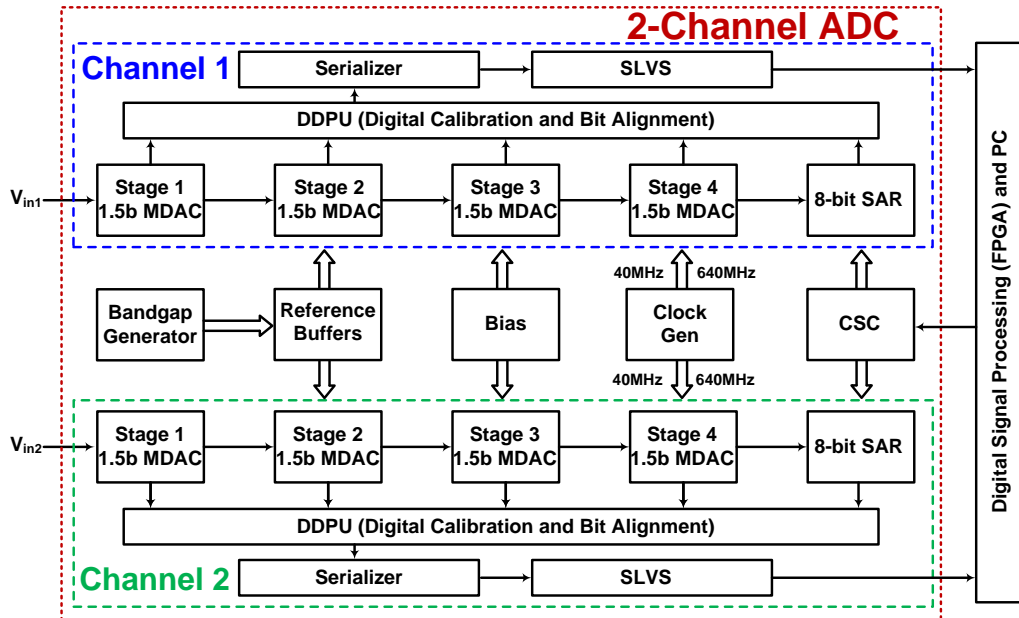 2-Channel ADC
Channel 1
Serializer
SLVS
DDPU (Digital Calibration and Bit Alignment)
Vin1
Stage 1
1.5b MDAC
Stage 2
1.5b MDAC
Stage 3
1.5b MDAC
Stage 4
1.5b MDAC
8-bit SAR
40MHz
640MHz
Bandgap
Generator
Reference
Buffers
Bias
Clock
Gen
CSC
40MHz
640MHz
Vin2
Stage 1
1.5b MDAC
Stage 2
1.5b MDAC
Stage 3
1.5b MDAC
Stage 4
1.5b MDAC
8-bit SAR
DDPU (Digital Calibration and Bit Alignment)
Channel 2
Serializer
SLVS
Digital Signal Processing (FPGA) and PC